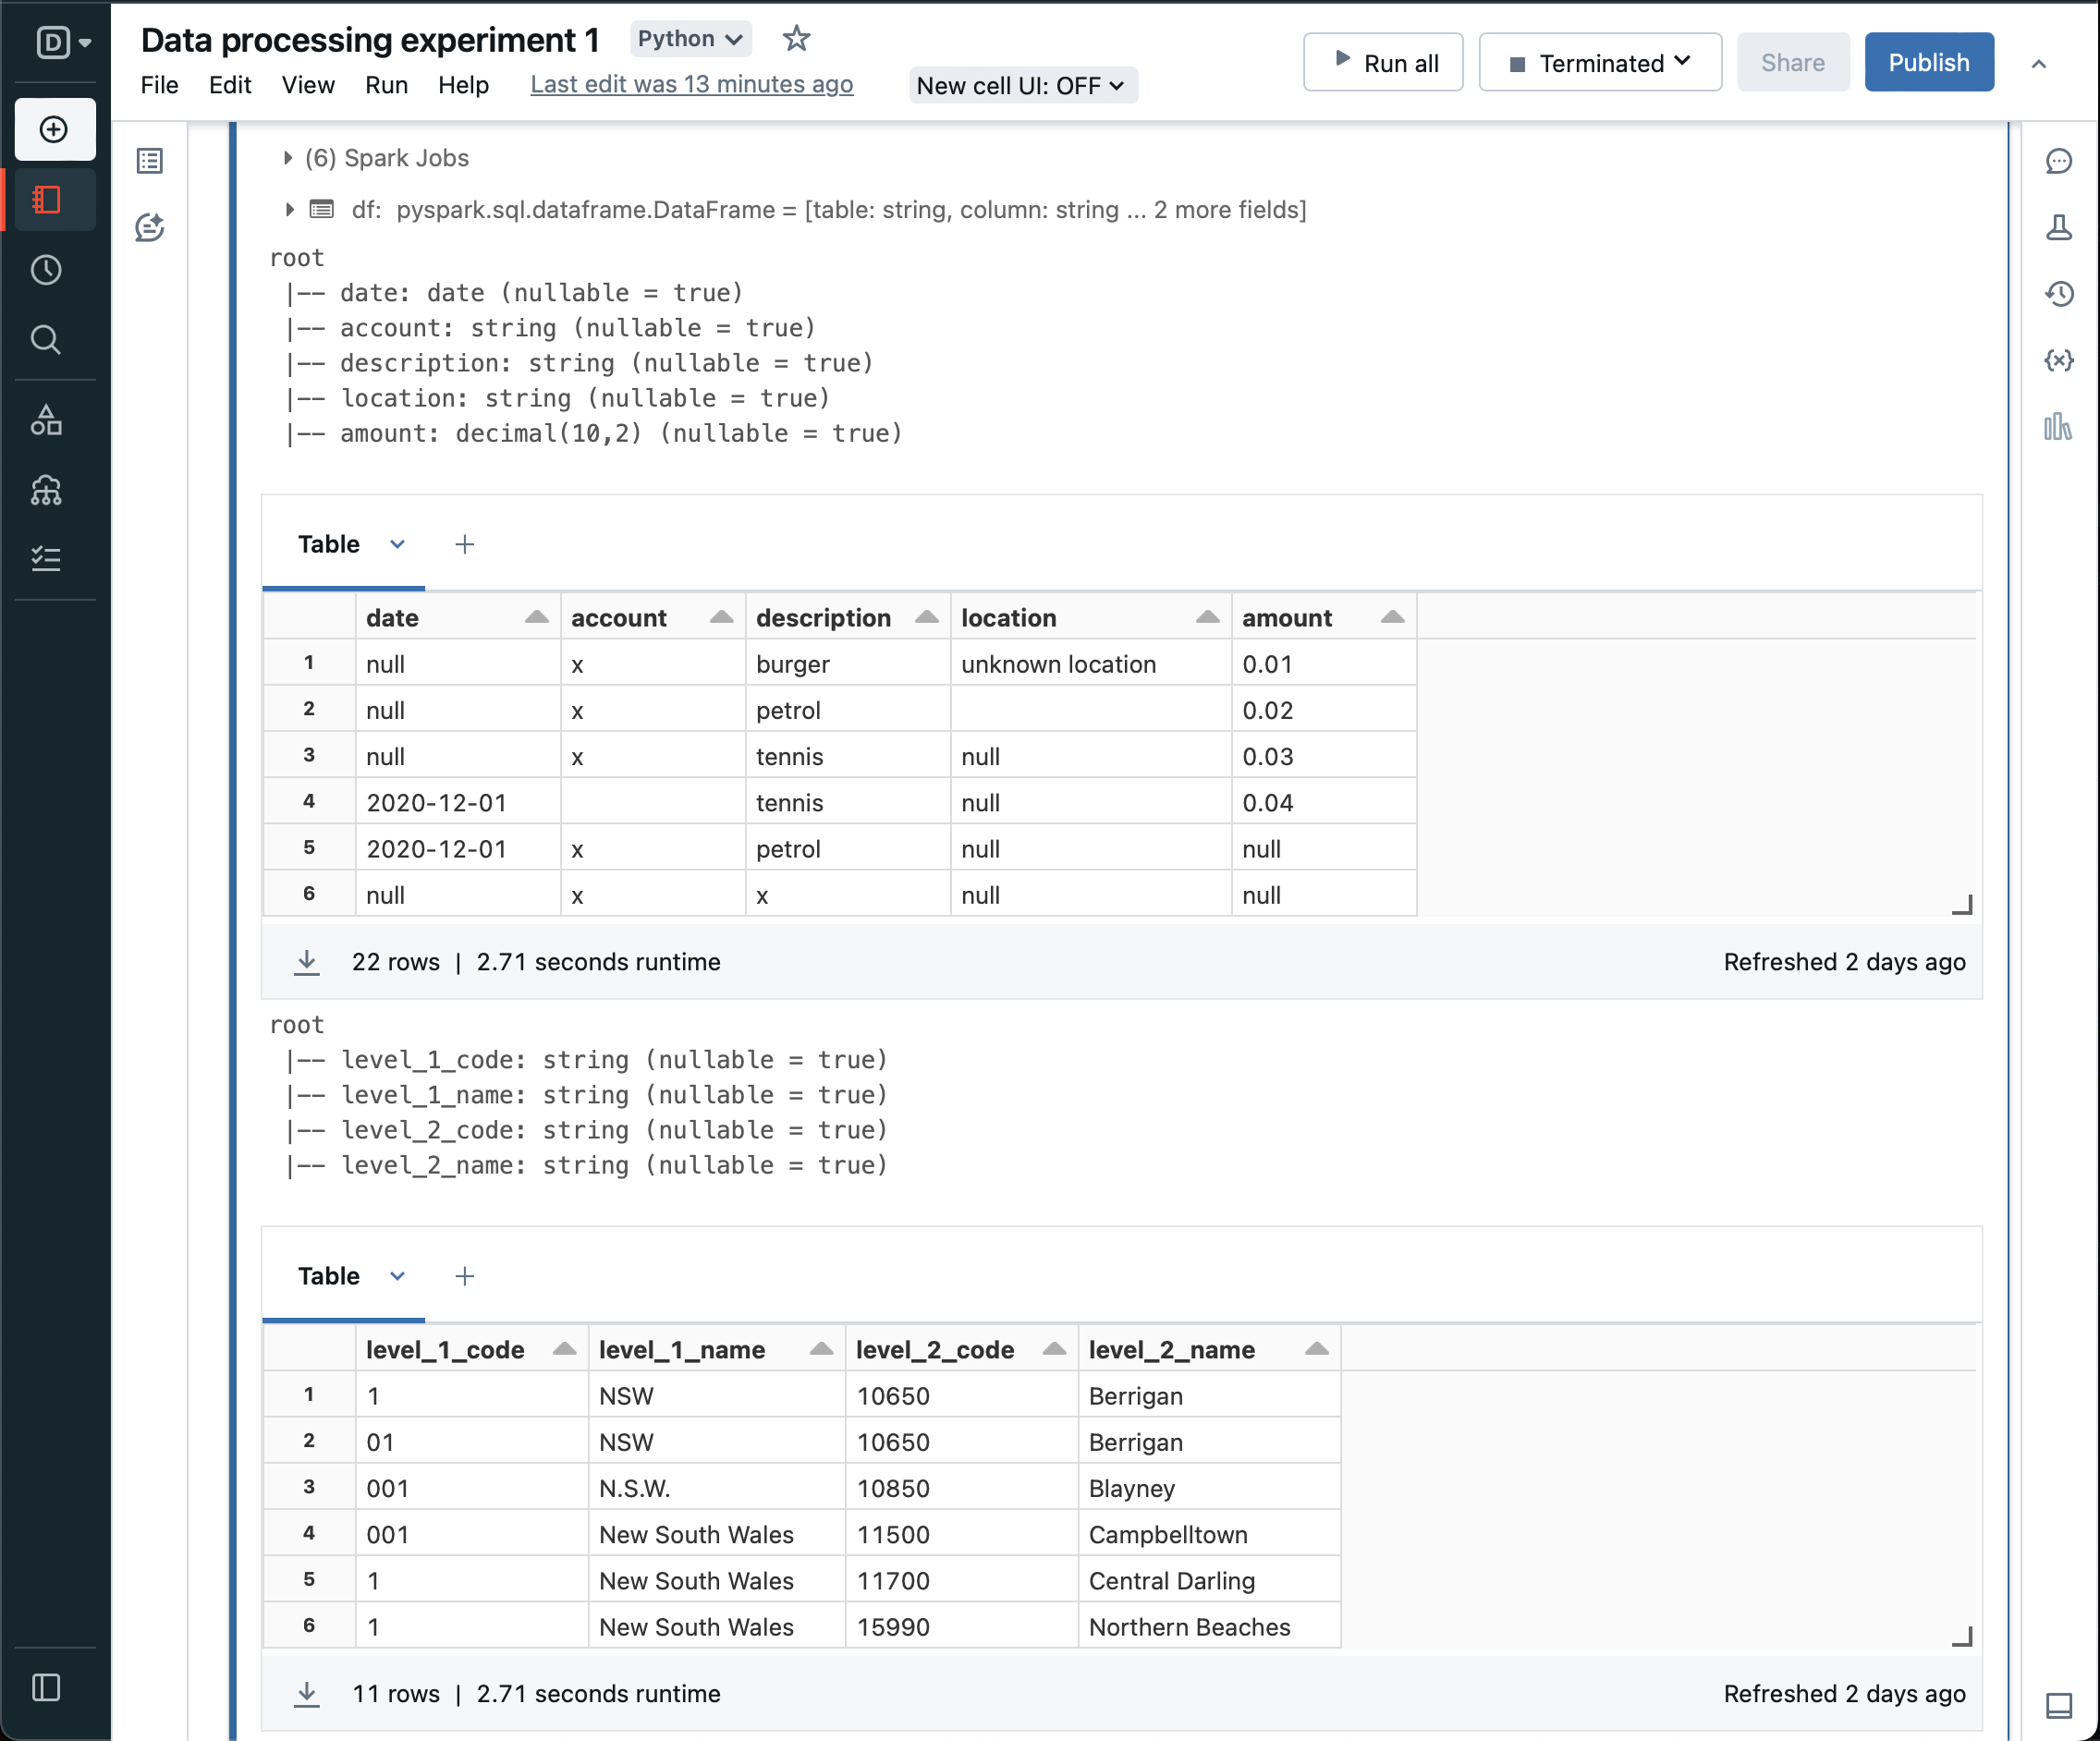 D
Data processing experiment 1 Python
File Edit View Run Help Last edit was 13 minutes ago New cell UI: OFF
Run all Terminated Share Publish
(6) Spark Jobs
df: pyspark.sql.dataframe.DataFrame = [table: string, column: string ... 2 more fields]
root
|-- date: date (nullable = true)
|-- account: string (nullable = true)
|-- description: string (nullable = true)
|-- location: string (nullable = true)
|-- amount: decimal(10,2) (nullable = true)
Table +
date account description location amount
1 null x burger unknown location 0.01
2 null x petrol 0.02
3 null x tennis null 0.03
4 2020-12-01 tennis null 0.04
5 2020-12-01 x petrol null null
6 null x x null null
22 rows | 2.71 seconds runtime Refreshed 2 days ago
root
|-- level_1_code: string (nullable = true)
|-- level_1_name: string (nullable = true)
|-- level_2_code: string (nullable = true)
|-- level_2_name: string (nullable = true)
Table +
level_1_code level_1_name level_2_code level_2_name
1 1 NSW 10650 Berrigan
2 01 NSW 10650 Berrigan
3 001 N.S.W. 10850 Blayney
4 001 New South Wales 11500 Campbelltown
5 1 New South Wales 11700 Central Darling
6 1 New South Wales 15990 Northern Beaches
11 rows | 2.71 seconds runtime Refreshed 2 days ago